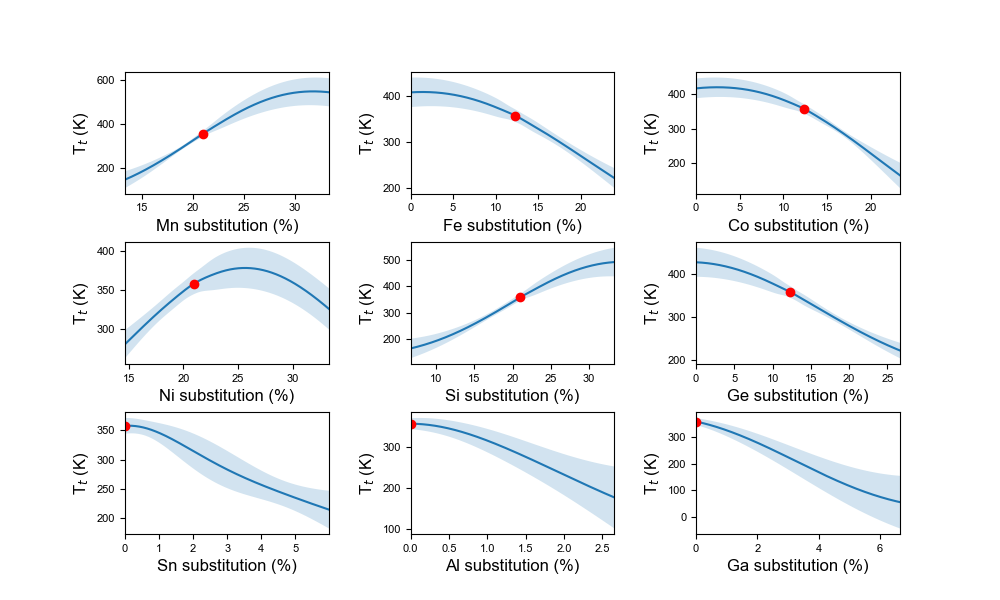 600
400
200
T_t (K)
15 20 25 30
Mn substitution (%)
400
300
200
T_t (K)
0 5 10 15 20
Fe substitution (%)
400
300
200
T_t (K)
0 5 10 15 20
Co substitution (%)
400
350
300
T_t (K)
15 20 25 30
Ni substitution (%)
500
400
300
200
T_t (K)
10 15 20 25 30
Si substitution (%)
400
300
200
T_t (K)
0 5 10 15 20 25
Ge substitution (%)
350
300
250
200
T_t (K)
0 1 2 3 4 5
Sn substitution (%)
300
200
100
T_t (K)
0.0 0.5 1.0 1.5 2.0 2.5
Al substitution (%)
300
200
100
0
T_t (K)
0 2 4 6
Ga substitution (%)